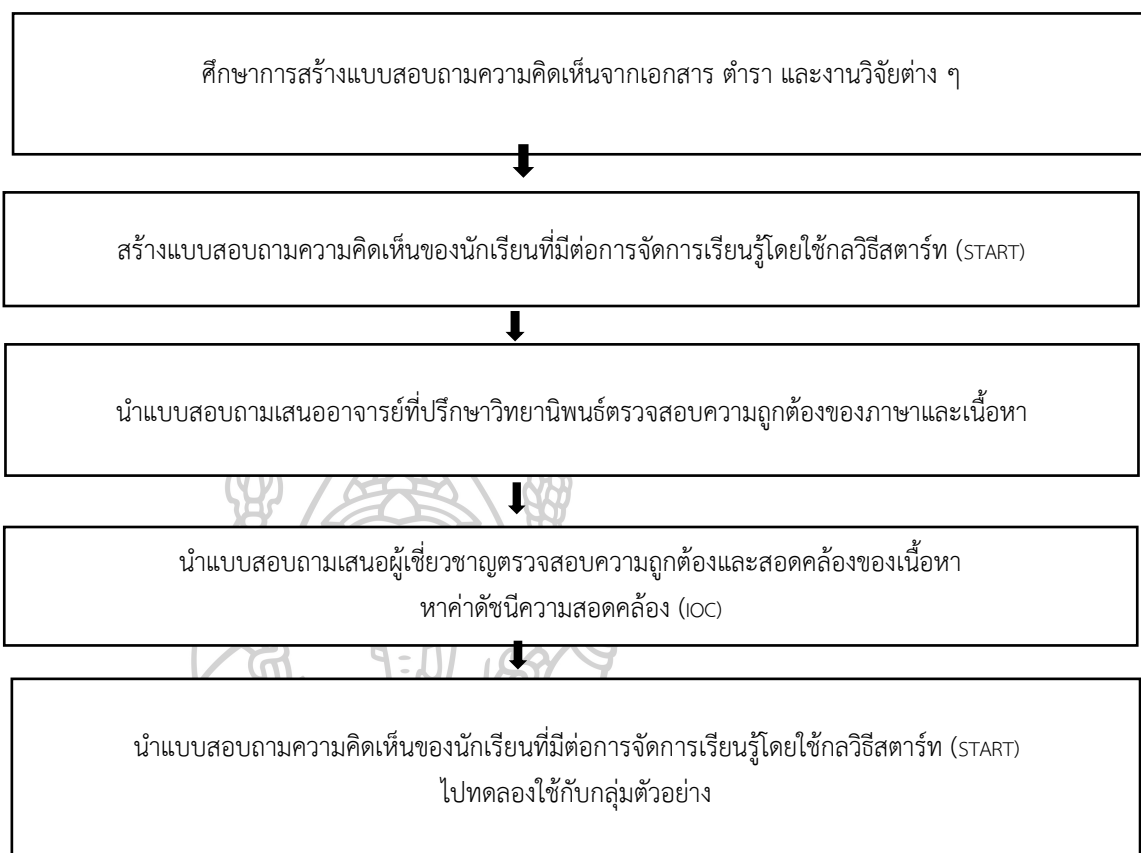 ศึกษาการสร้างแบบสอบถามความคิดเห็นจากเอกสาร ตำรา และงานวิจัยต่าง ๆ
สร้างแบบสอบถามความคิดเห็นของนักเรียนที่มีต่อการจัดการเรียนรู้โดยใช้กลวิธีสตาร์ท (START)
นำแบบสอบถามเสนออาจารย์ที่ปรึกษาวิทยานิพนธ์ตรวจสอบความถูกต้องของภาษาและเนื้อหา
นำแบบสอบถามเสนอผู้เชี่ยวชาญตรวจสอบความถูกต้องและสอดคล้องของเนื้อหา
หาค่าดัชนีความสอดคล้อง (IOC)
นำแบบสอบถามความคิดเห็นของนักเรียนที่มีต่อการจัดการเรียนรู้โดยใช้กลวิธีสตาร์ท (START)
ไปทดลองใช้กับกลุ่มตัวอย่าง